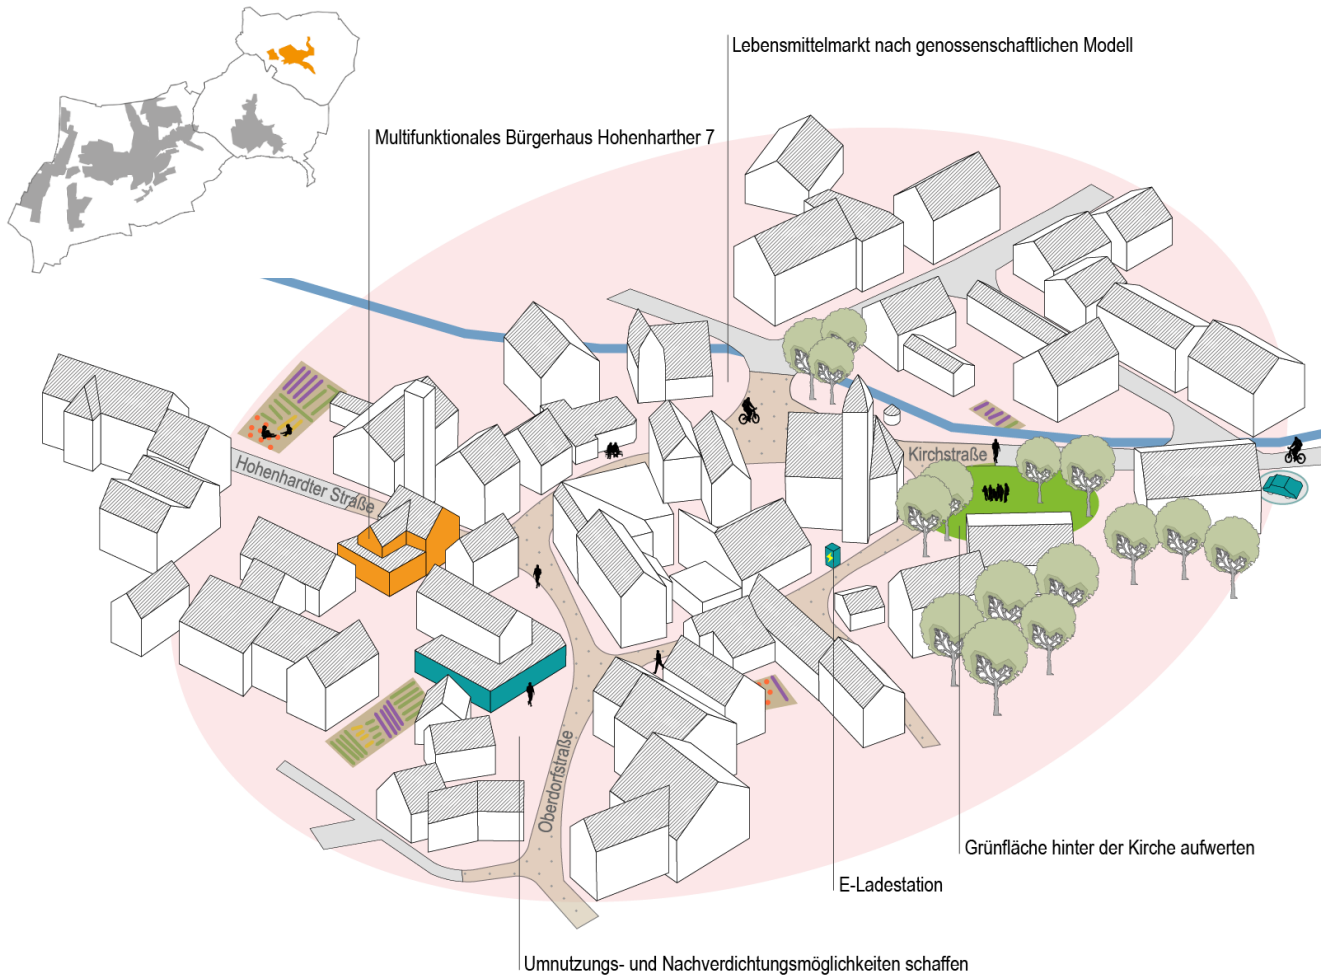 Lebensmittelmarkt nach genossenschaftlichen Modell
Multifunktionales Bürgerhaus Hohenharther 7
Kirchstraße
Hohenhardter Straße
Oberdorfstraße
Grünfläche hinter der Kirche aufwerten
E-Ladestation
Umnutzungs- und Nachverdichtungsmöglichkeiten schaffen